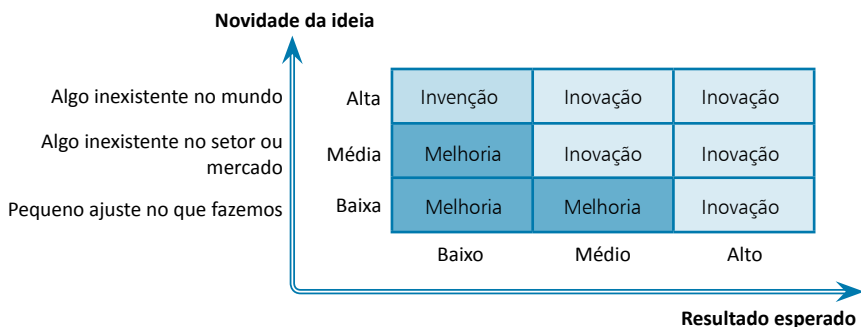 Novidade da ideia
Algo inexistente no mundo
Alta
Invenção
Inovação
Inovação
Algo inexistente no setor ou
mercado
Média
Melhoria
Inovação
Inovação
Pequeno ajuste no que fazemos
Baixa
Melhoria
Melhoria
Inovação
Baixo
Médio
Alto
Resultado esperado